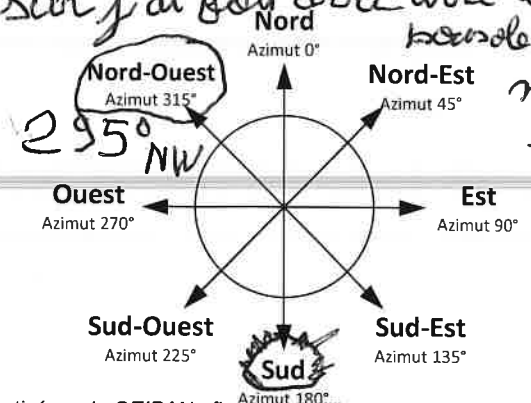 Nord
Azimut 0°
Nord-Ouest
Azimut 315°
Nord-Est
Azimut 45°
295°
NW
Ouest
Azimut 270°
Est
Azimut 90°
Sud-Ouest
Azimut 225°
Sud-Est
Azimut 135°
Sud
Azimut 180°